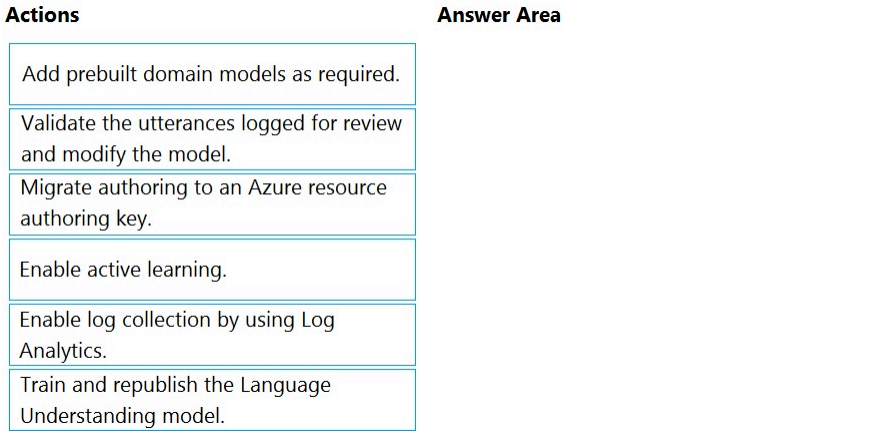 Actions
Answer Area
Add prebuilt domain models as required.
Validate the utterances logged for review
and modify the model.
Migrate authoring to an Azure resource
authoring key.
Enable active learning.
Enable log collection by using Log
Analytics.
Train and republish the Language
Understanding model.